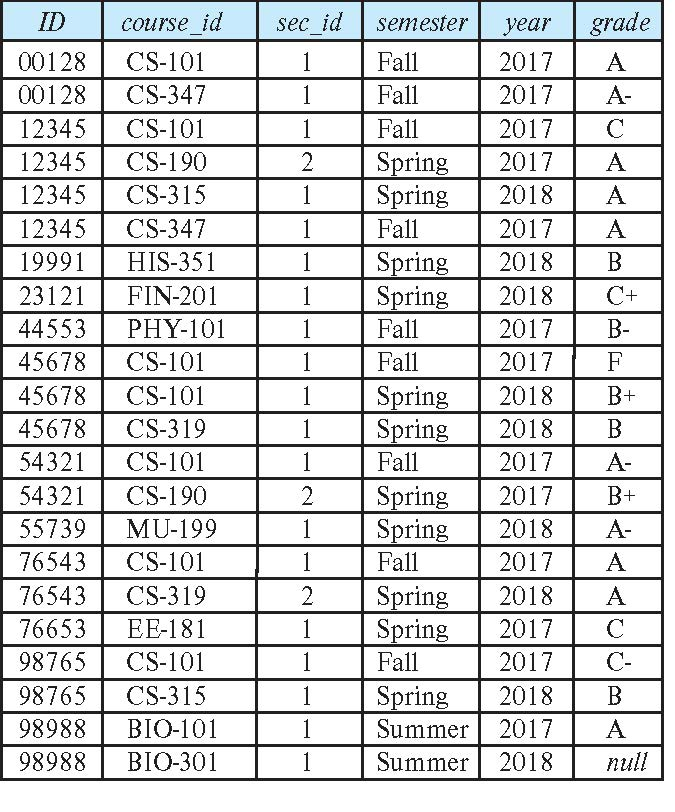 ID course_id sec_id semester year grade
00128 CS-101 1 Fall 2017 A
00128 CS-347 1 Fall 2017 A-
12345 CS-101 1 Fall 2017 C
12345 CS-190 2 Spring 2017 A
12345 CS-315 1 Spring 2018 A
12345 CS-347 1 Fall 2017 A
19991 HIS-351 1 Spring 2018 B
23121 FIN-201 1 Spring 2018 C+
44553 PHY-101 1 Fall 2017 B-
45678 CS-101 1 Fall 2017 F
45678 CS-101 1 Spring 2018 B+
45678 CS-319 1 Spring 2018 B
54321 CS-101 1 Fall 2017 A-
54321 CS-190 2 Spring 2017 B+
55739 MU-199 1 Spring 2018 A-
76543 CS-101 1 Fall 2017 A
76543 CS-319 2 Spring 2018 A
76653 EE-181 1 Spring 2017 C
98765 CS-101 1 Fall 2017 C-
98765 CS-315 1 Spring 2018 B
98988 BIO-101 1 Summer 2017 A
98988 BIO-301 1 Summer 2018 null